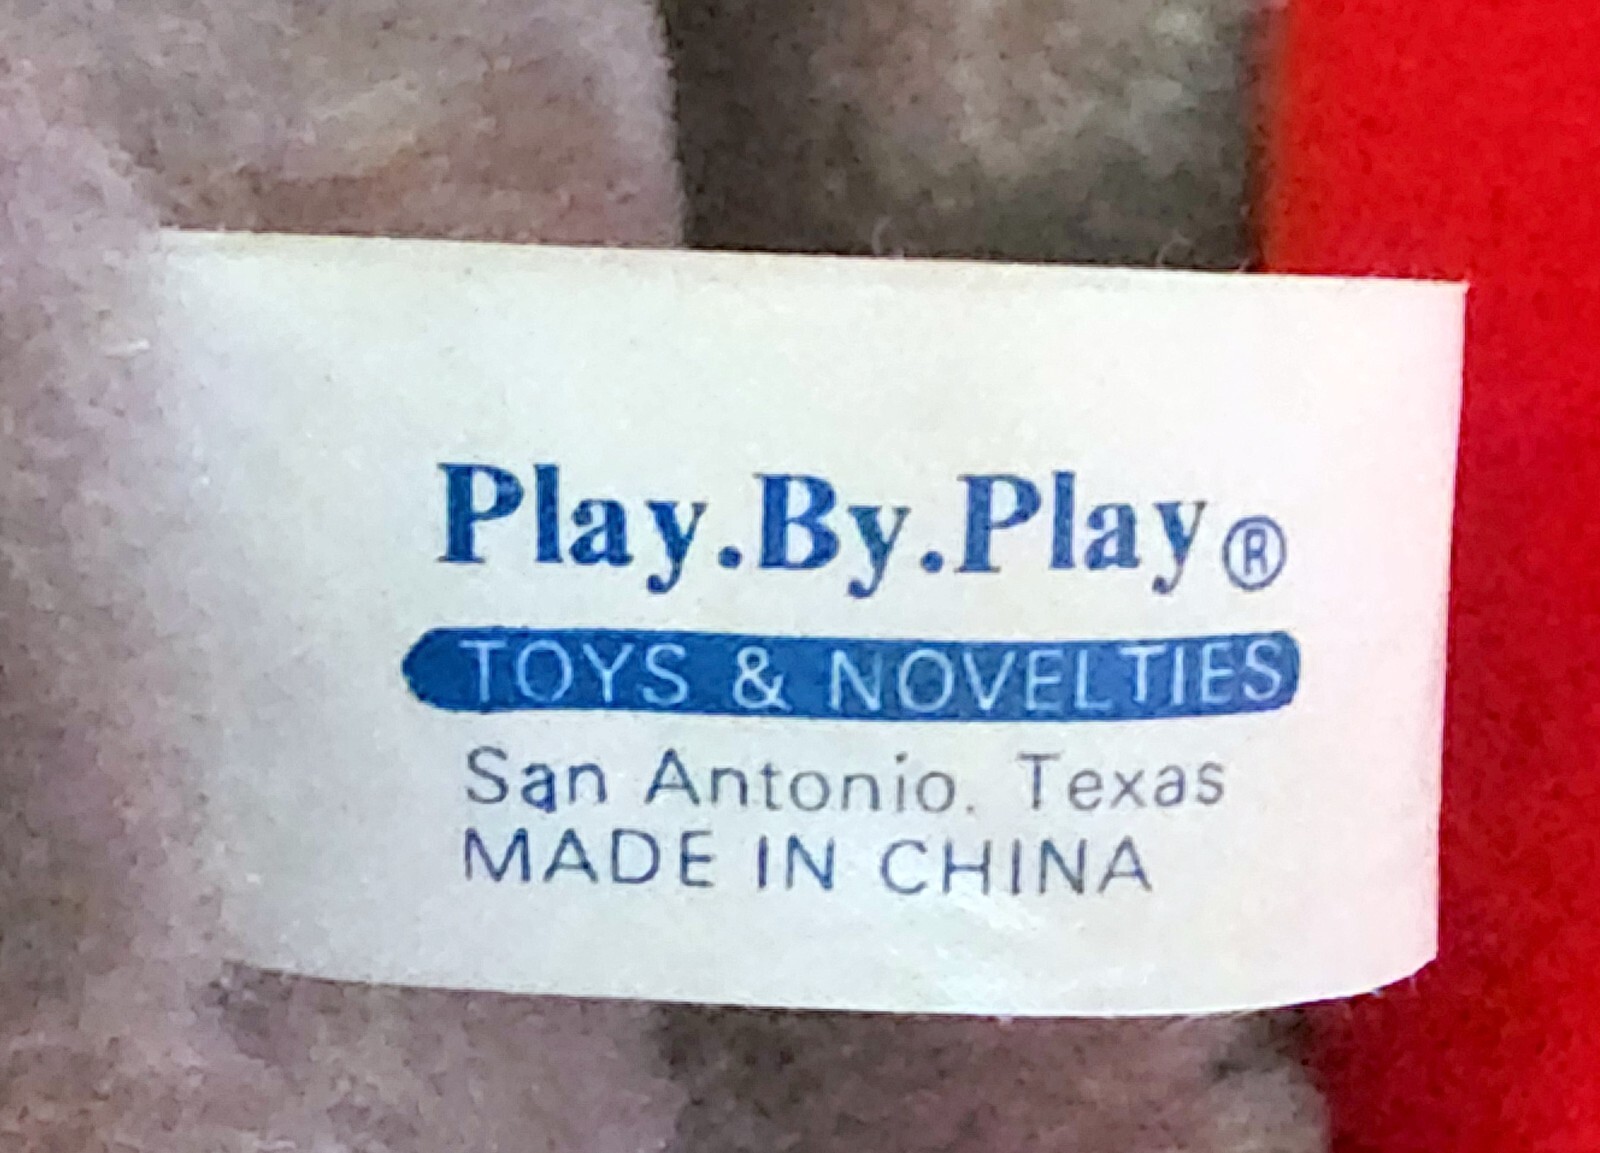 Play.By.Play®
TOYS & NOVELTIES
San Antonio. Texas
MADE IN CHINA